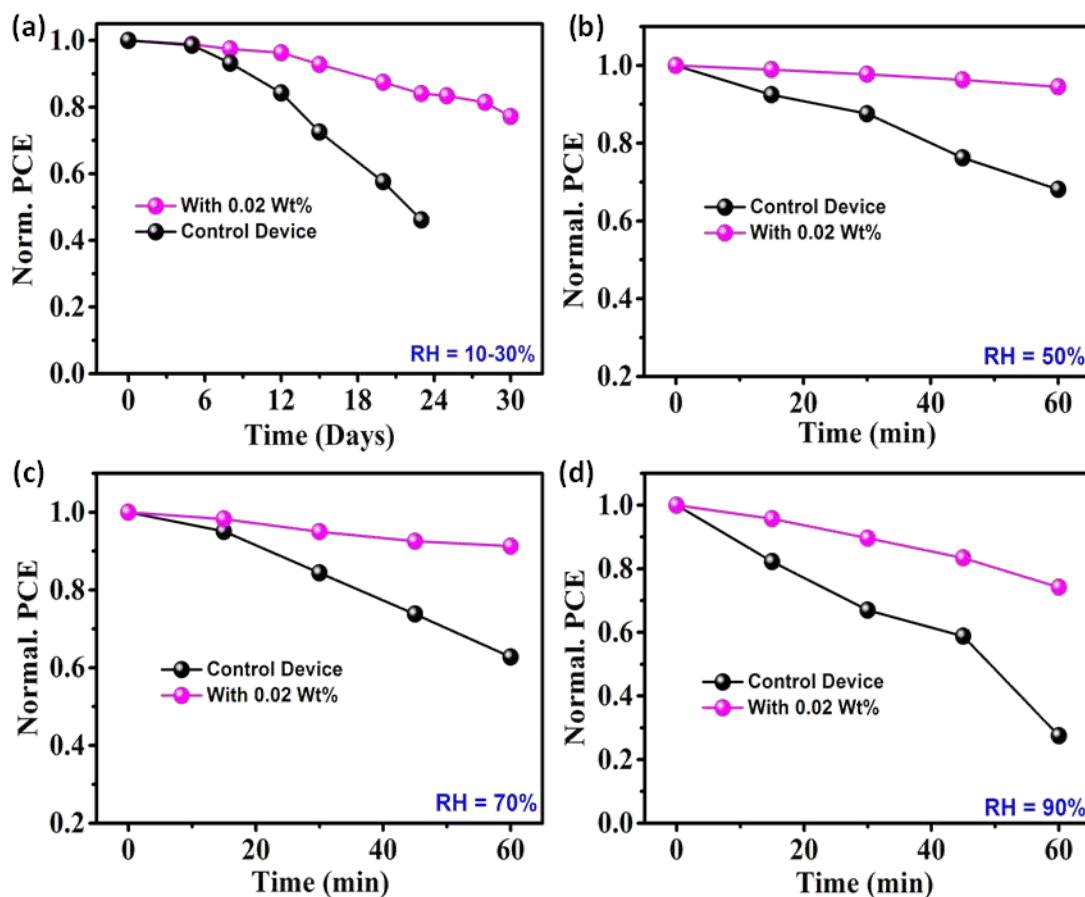 (a)
Norm. PCE
1.0
0.8
0.6
0.4
0.2
0.0
With 0.02 Wt%
Control Device
RH = 10-30%
0 6 12 18 24 30
Time (Days)
(b)
Normal. PCE
1.0
0.8
0.6
0.4
0.2
Control Device
With 0.02 Wt%
RH = 50%
0 20 40 60
Time (min)
(c)
Normal. PCE
1.0
0.8
0.6
0.4
0.2
Control Device
With 0.02 Wt%
RH = 70%
0 20 40 60
Time (min)
(d)
Normal. PCE
1.0
0.8
0.6
0.4
0.2
0.0
Control Device
With 0.02 Wt%
RH = 90%
0 20 40 60
Time (min)